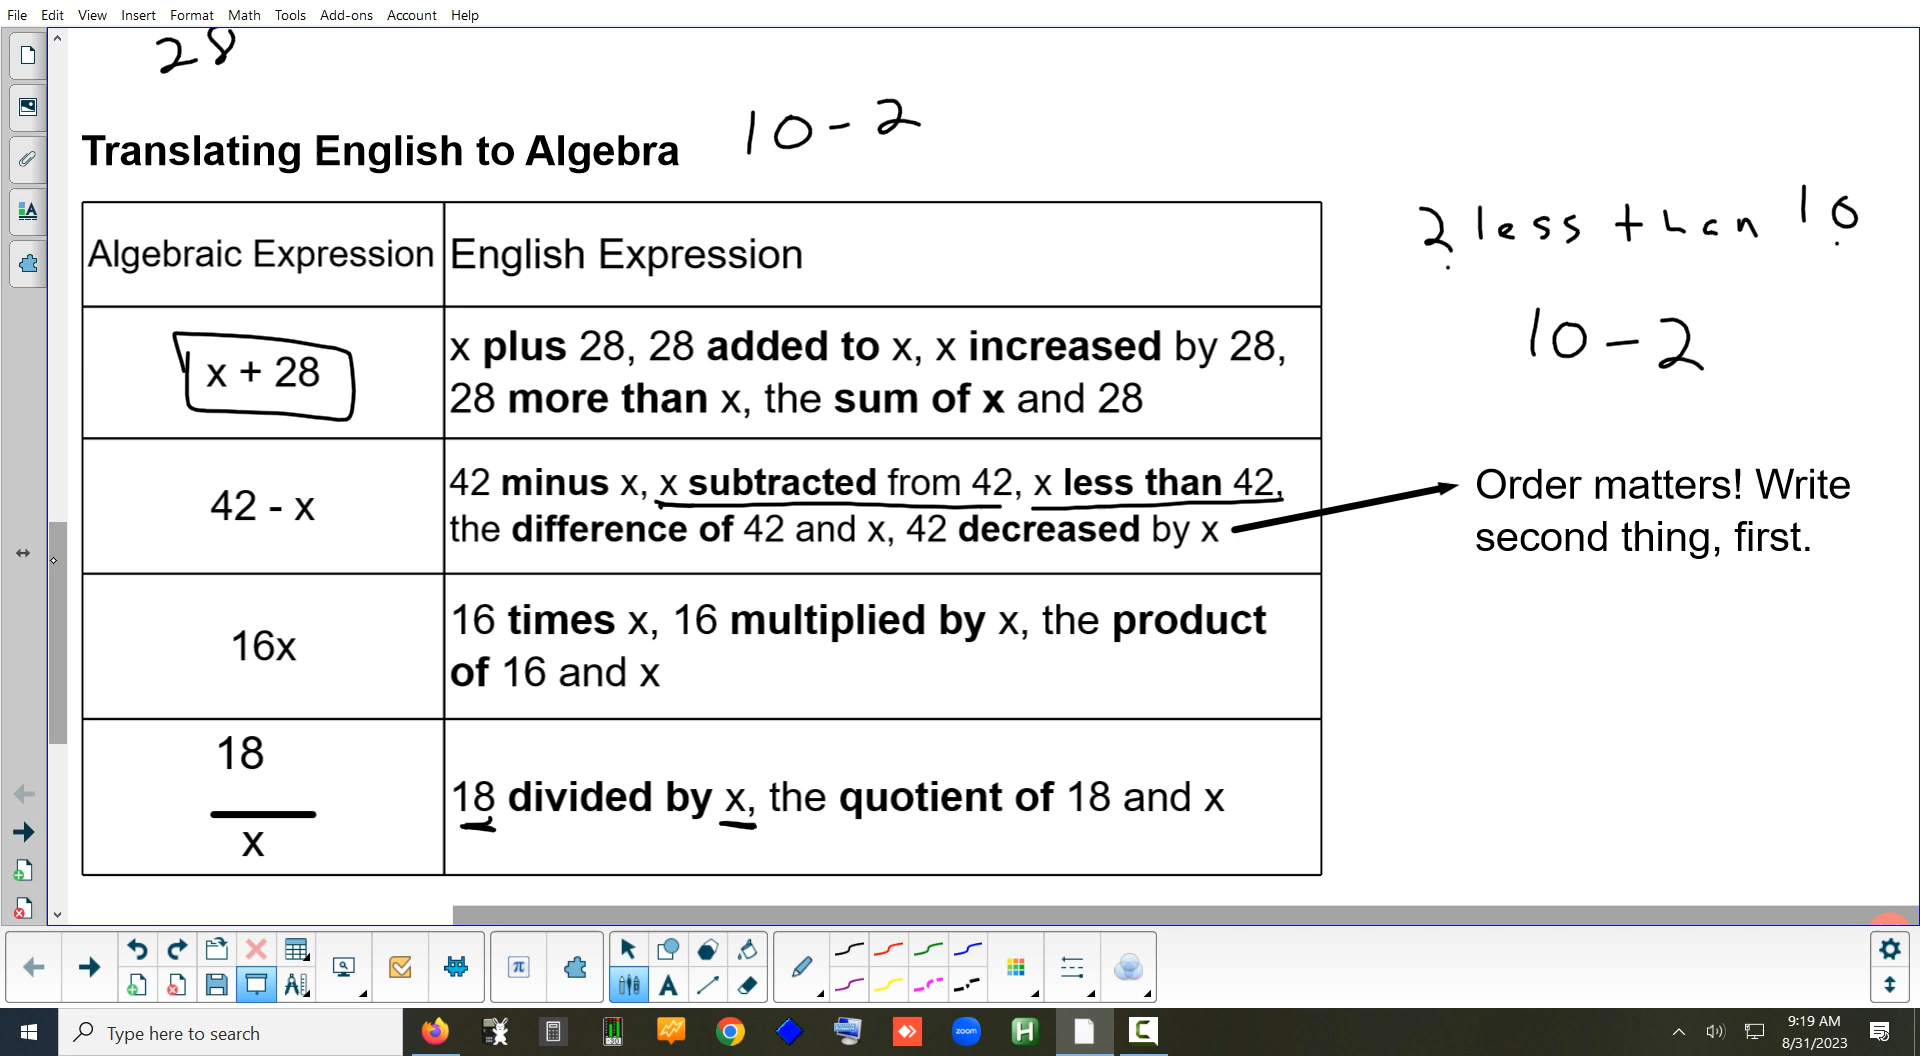 File Edit View Insert Format Math Tools Add-ons Account Help
28
10-2
Translating English to Algebra
2 less than 10
Algebraic Expression English Expression
10-2
x + 28
x plus 28, 28 added to x, x increased by 28,
28 more than x, the sum of x and 28
42 - x
42 minus x, x subtracted from 42, x less than 42,
the difference of 42 and x, 42 decreased by x
Order matters! Write
second thing, first.
16x
16 times x, 16 multiplied by x, the product
of 16 and x
18
x
18 divided by x, the quotient of 18 and x
π
A
Type here to search
zoom
H
C
9:19 AM
8/31/2023